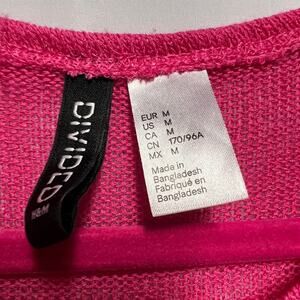 DIVIDED
H&M
EUR M
US M
CA M
CN 170/96A
MX M
Made in
Bangladesh
Fabriqué en
Bangladesh